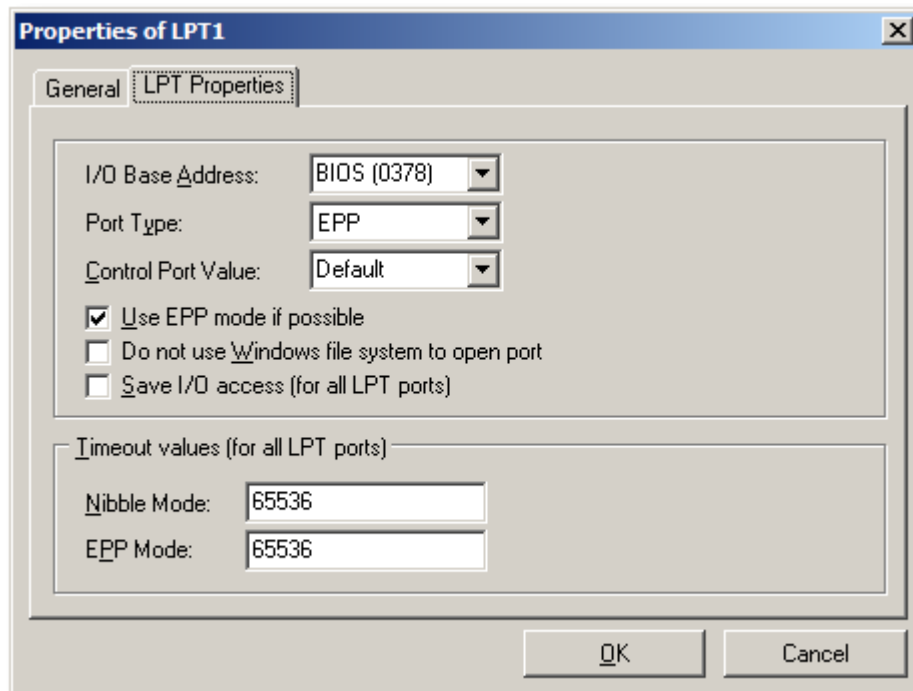 Properties of LPT1
General LPT Properties
I/O Base Address: BIOS (0378)
Port Type: EPP
Control Port Value: Default
Use EPP mode if possible
Do not use Windows file system to open port
Save I/O access (for all LPT ports)
Timeout values (for all LPT ports)
Nibble Mode: 65536
EPP Mode: 65536
OK Cancel